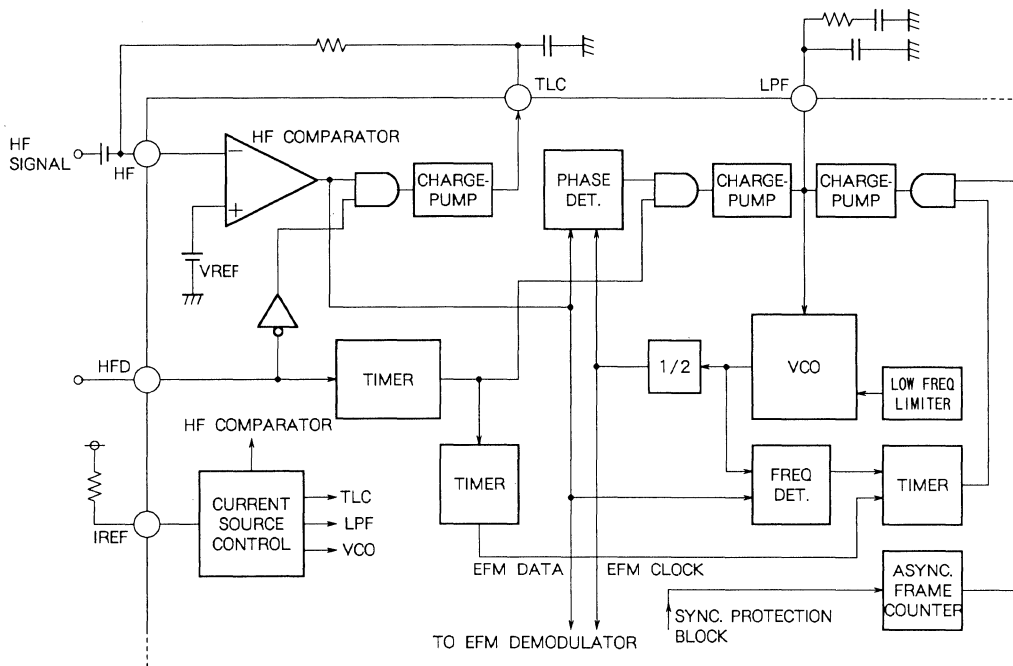 TLC
LPF
HF
SIGNAL
HF
HF COMPARATOR
−
+
VREF
CHARGE-
PUMP
PHASE
DET.
CHARGE-
PUMP
CHARGE-
PUMP
HFD
TIMER
1/2
VCO
LOW FREQ
LIMITER
HF COMPARATOR
IREF
CURRENT
SOURCE
CONTROL
TLC
LPF
VCO
TIMER
FREQ
DET.
TIMER
EFM DATA
EFM CLOCK
ASYNC.
FRAME
COUNTER
SYNC. PROTECTION
BLOCK
TO EFM DEMODULATOR